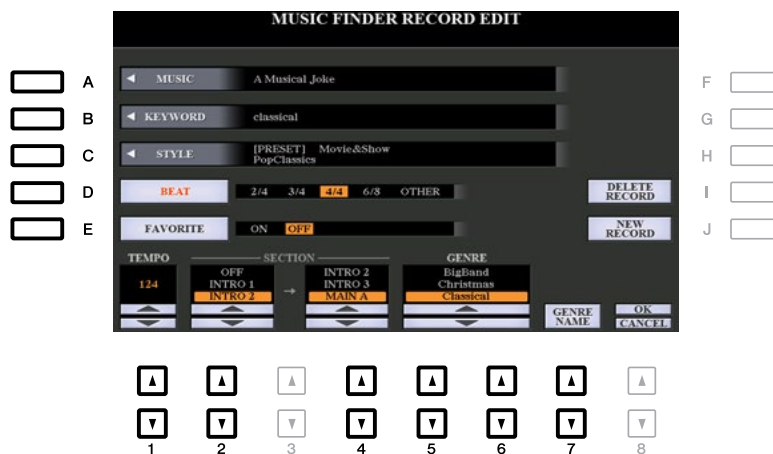 MUSIC FINDER RECORD EDIT
A
MUSIC
A Musical Joke
F
B
KEYWORD
classical
G
C
STYLE
[PRESET] Movie&Show
PopClassics
H
D
BEAT
2/4 3/4 4/4 6/8 OTHER
DELETE
RECORD
I
E
FAVORITE
ON OFF
NEW
RECORD
J
TEMPO
124
SECTION
OFF
INTRO 1
INTRO 2
→
INTRO 2
INTRO 3
MAIN A
GENRE
BigBand
Christmas
Classical
GENRE
NAME
OK
CANCEL
1 2 3 4 5 6 7 8